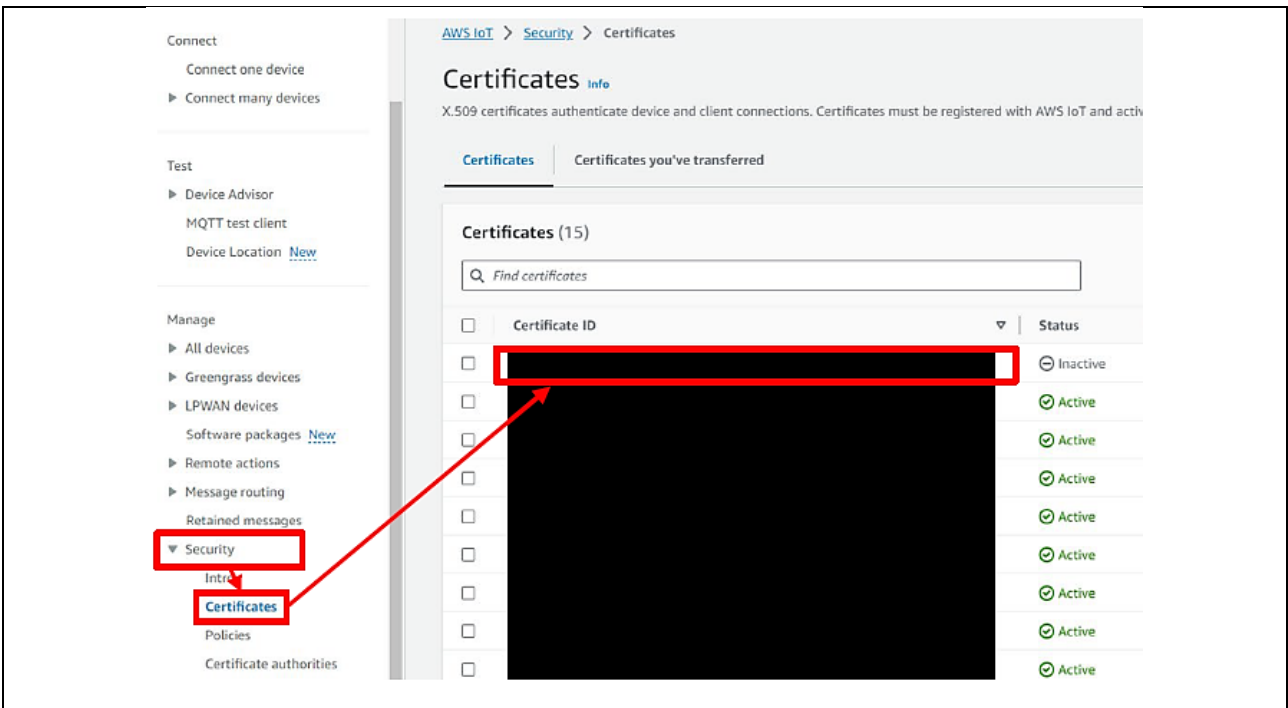 Connect
Connect one device
Connect many devices
Test
Device Advisor
MQTT test client
Device Location New
Manage
All devices
Greengrass devices
LPWAN devices
Software packages New
Remote actions
Message routing
Retained messages
Security
Intro
Certificates
Policies
Certificate authorities
AWS IoT > Security > Certificates
Certificates Info
X.509 certificates authenticate device and client connections. Certificates must be registered with AWS IoT and activ
Certificates
Certificates you've transferred
Certificates (15)
Find certificates
Certificate ID
Status
Inactive
Active
Active
Active
Active
Active
Active
Active
Active